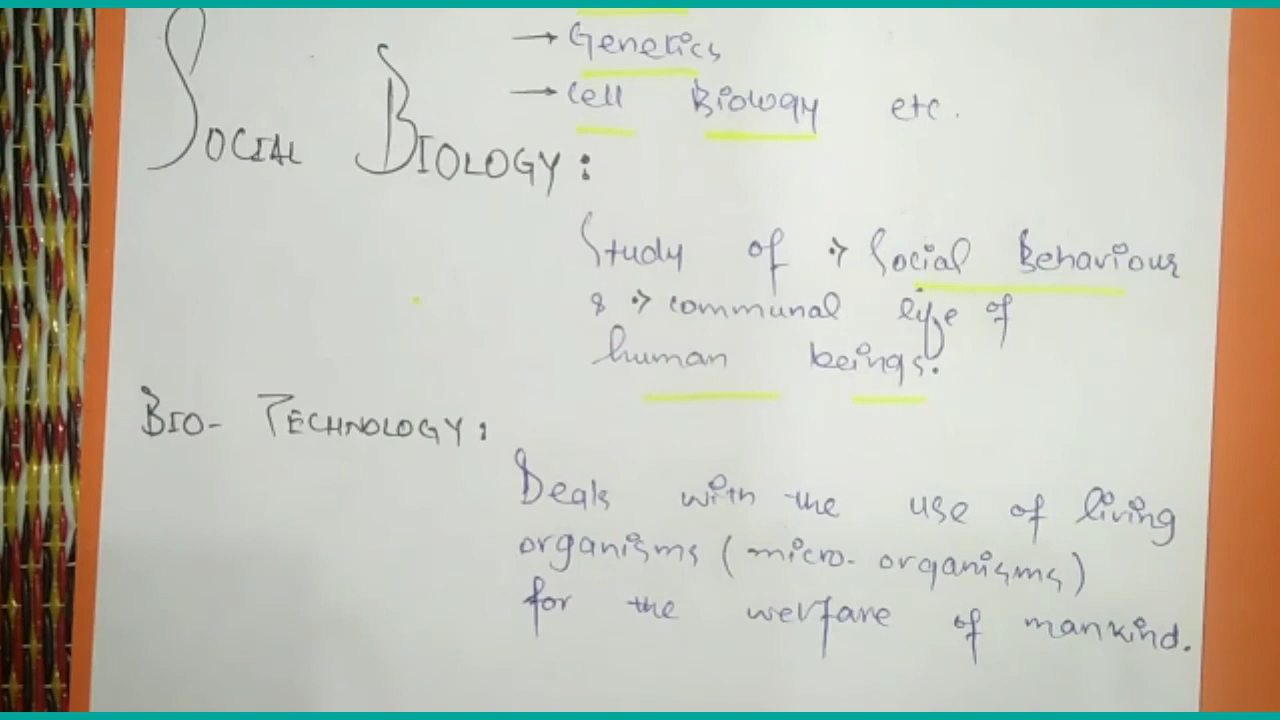 → Genetics
→ Cell Biology etc.
SOCIAL BIOLOGY:
Study of → Social Behaviour
& → communal life of
human beings.
BIO-TECHNOLOGY:
Deals with the use of living
organisms (micro-organisms)
for the welfare of mankind.